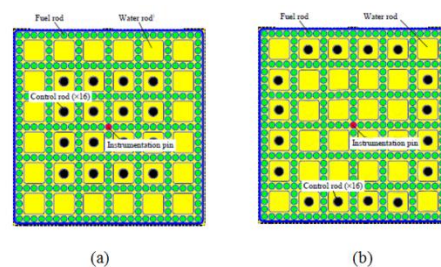 Fuel rod Water rod
Control rod (×16)
Instrumentation pin
(a)
Fuel rod Water rod
Instrumentation pin
Control rod (×16)
(b)